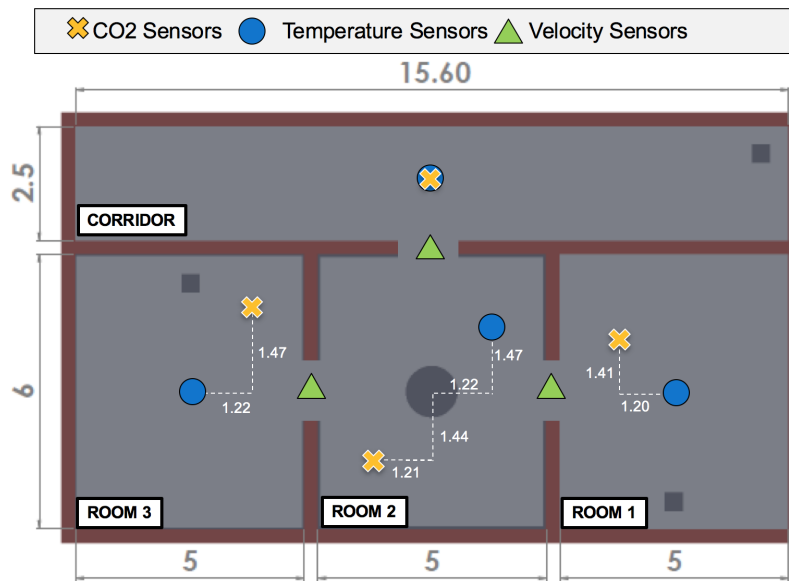 CO2 Sensors Temperature Sensors Velocity Sensors
15.60
2.5
CORRIDOR
6
1.47
1.22
1.47
1.22
1.44
1.21
1.41
1.20
ROOM 3
ROOM 2
ROOM 1
5
5
5